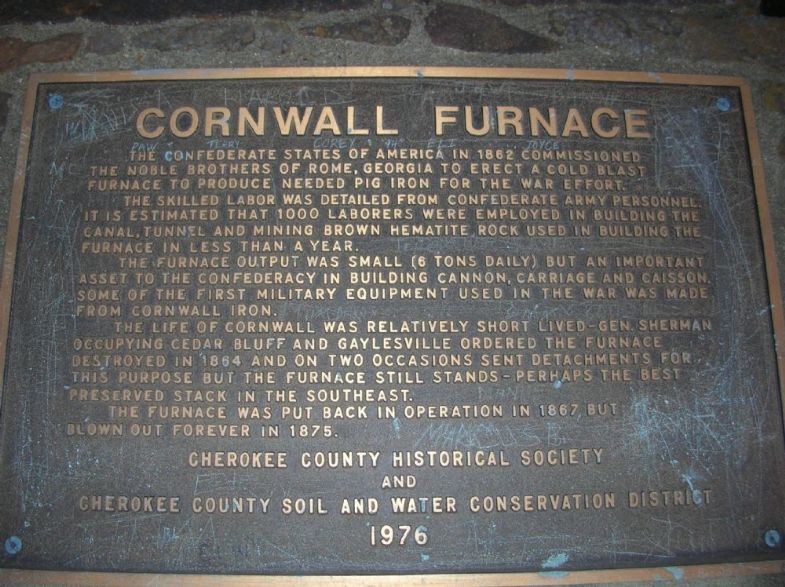 CORNWALL FURNACE
PAW TERRY COREY '94 ELI JOYCE
THE CONFEDERATE STATES OF AMERICA IN 1862 COMMISSIONED
THE NOBLE BROTHERS OF ROME, GEORGIA TO ERECT A COLD BLAST
FURNACE TO PRODUCE NEEDED PIG IRON FOR THE WAR EFFORT.
THE SKILLED LABOR WAS DETAILED FROM CONFEDERATE ARMY PERSONNEL.
IT IS ESTIMATED THAT 1000 LABORERS WERE EMPLOYED IN BUILDING THE
CANAL, TUNNEL AND MINING BROWN HEMATITE ROCK USED IN BUILDING THE
FURNACE IN LESS THAN A YEAR.
THE FURNACE OUTPUT WAS SMALL (6 TONS DAILY) BUT AN IMPORTANT
ASSET TO THE CONFEDERACY IN BUILDING CANNON, CARRIAGE AND CAISSON.
SOME OF THE FIRST MILITARY EQUIPMENT USED IN THE WAR WAS MADE
FROM CORNWALL IRON.
THE LIFE OF CORNWALL WAS RELATIVELY SHORT LIVED-GEN. SHERMAN
OCCUPYING CEDAR BLUFF AND GAYLESVILLE ORDERED THE FURNACE
DESTROYED IN 1864 AND ON TWO OCCASIONS SENT DETACHMENTS FOR
THIS PURPOSE BUT THE FURNACE STILL STANDS-PERHAPS THE BEST
PRESERVED STACK IN THE SOUTHEAST.
THE FURNACE WAS PUT BACK IN OPERATION IN 1867, BUT
BLOWN OUT FOREVER IN 1875.
MARCUS B.
CHEROKEE COUNTY HISTORICAL SOCIETY
AND
CHEROKEE COUNTY SOIL AND WATER CONSERVATION DISTRICT
1976